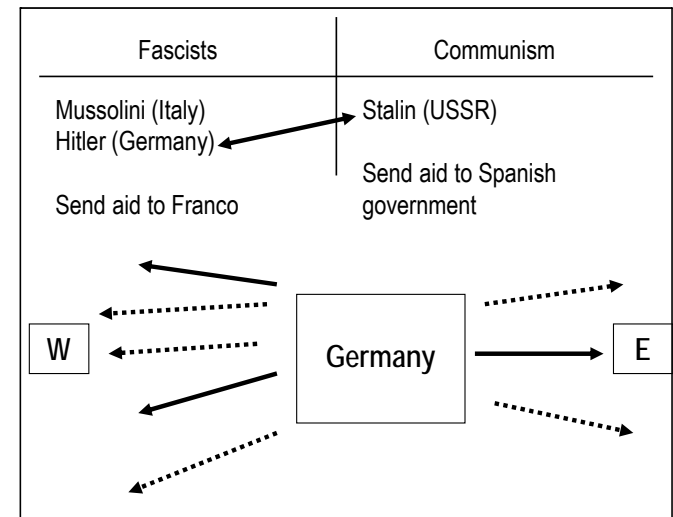 Fascists
Communism
Mussolini (Italy)
Hitler (Germany)
Send aid to Franco
Stalin (USSR)
Send aid to Spanish
government
W
Germany
E